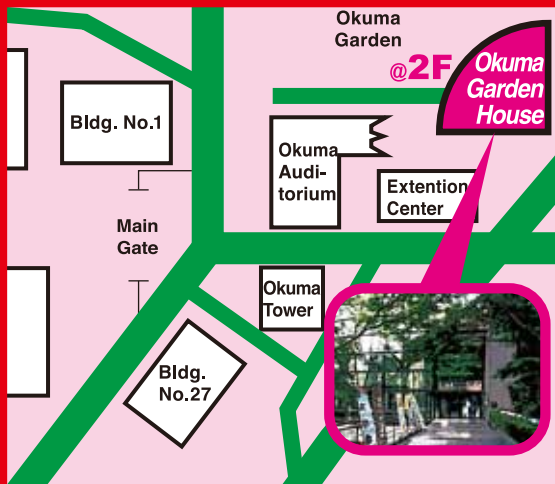 Okuma
Garden
@2F
Okuma
Garden
House
Bldg. No.1
Okuma
Audi-
torium
Extention
Center
Main
Gate
Okuma
Tower
Bldg.
No.27